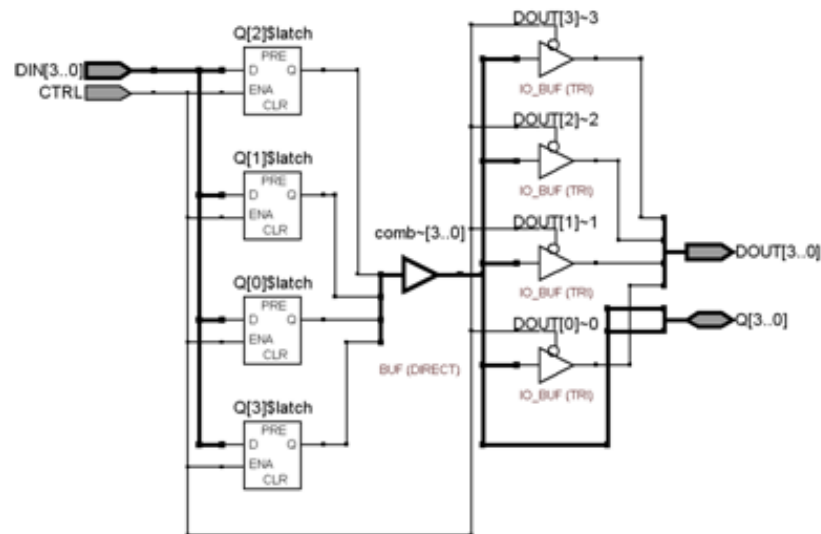 Q[2]$latch
PRE
D Q
ENA
CLR
DIN[3..0]
CTRL
Q[1]$latch
PRE
D Q
ENA
CLR
Q[0]$latch
PRE
D Q
ENA
CLR
Q[3]$latch
PRE
D Q
ENA
CLR
comb~[3..0]
BUF (DIRECT)
DOUT[3]~3
IO_BUF (TRI)
DOUT[2]~2
IO_BUF (TRI)
DOUT[1]~1
IO_BUF (TRI)
DOUT[0]~0
IO_BUF (TRI)
DOUT[3..0]
Q[3..0]